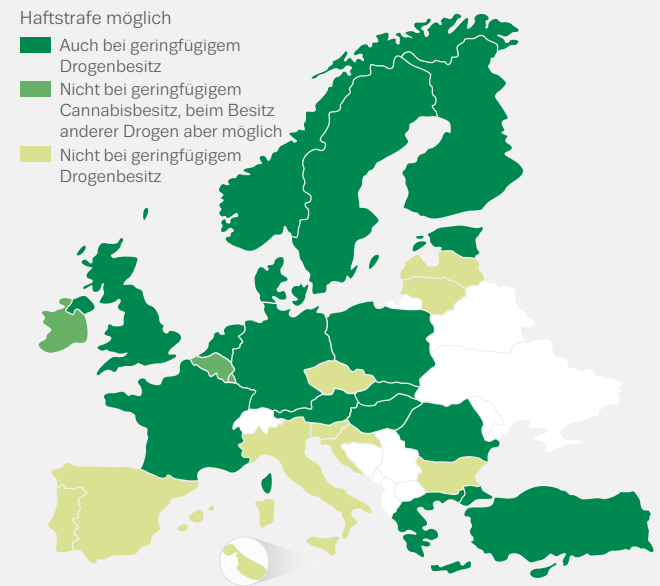 Haftstrafe möglich
Auch bei geringfügigem
Drogenbesitz
Nicht bei geringfügigem
Cannabisbesitz, beim Besitz
anderer Drogen aber möglich
Nicht bei geringfügigem
Drogenbesitz